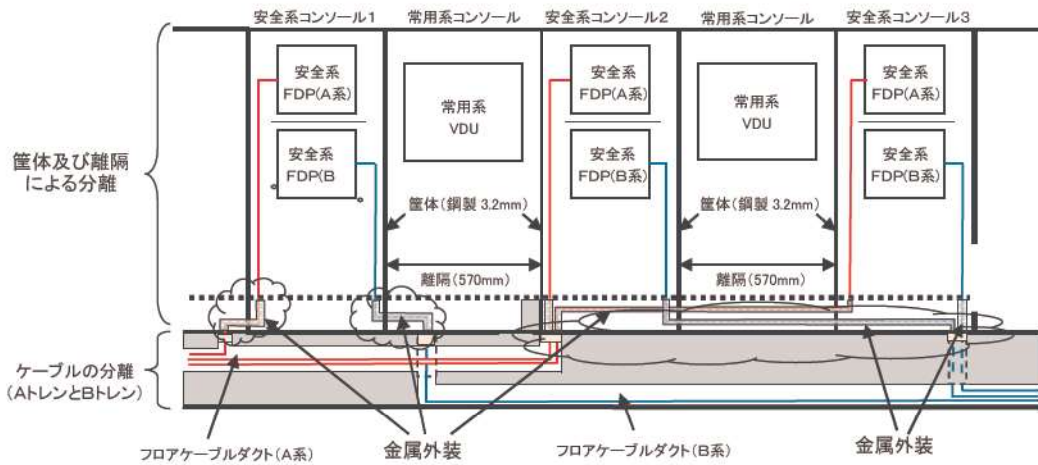 安全系コンソール1
常用系コンソール
安全系コンソール2
常用系コンソール
安全系コンソール3
安全系
FDP(A系)
安全系
FDP(B
常用系
VDU
安全系
FDP(A系)
安全系
FDP(B系)
常用系
VDU
安全系
FDP(A系)
安全系
FDP(B系)
筐体及び離隔
による分離
筐体(鋼製 3.2mm)
筐体(鋼製 3.2mm)
離隔(570mm)
離隔(570mm)
ケーブルの分離
(AトレンとBトレン)
フロアケーブルダクト(A系)
金属外装
フロアケーブルダクト(B系)
金属外装